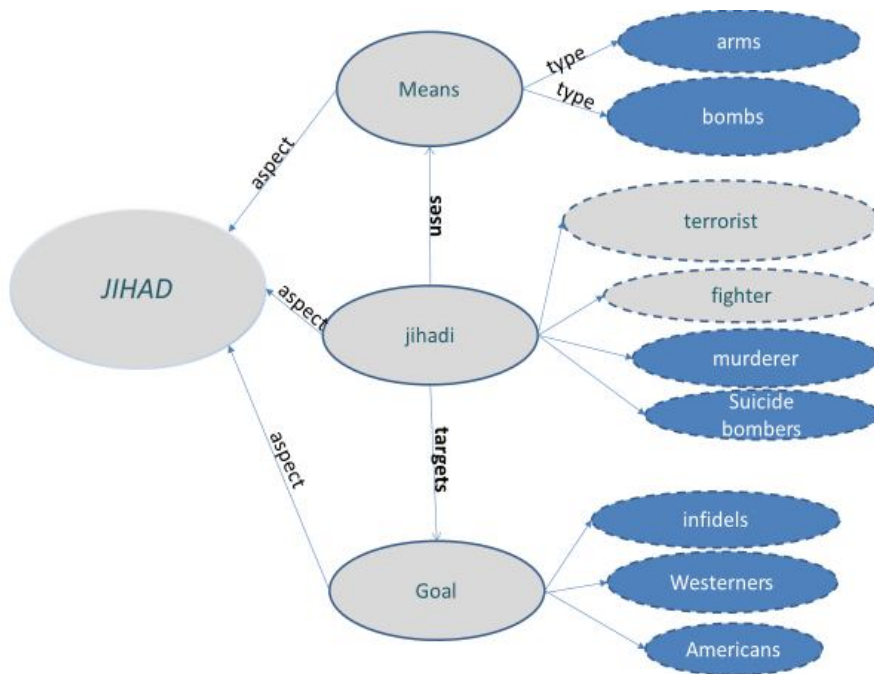 arms
type
Means
type
bombs
aspect
uses
terrorist
JIHAD
aspect
fighter
jihadi
murderer
Suicide
bombers
targets
aspect
infidels
Goal
Westerners
Americans